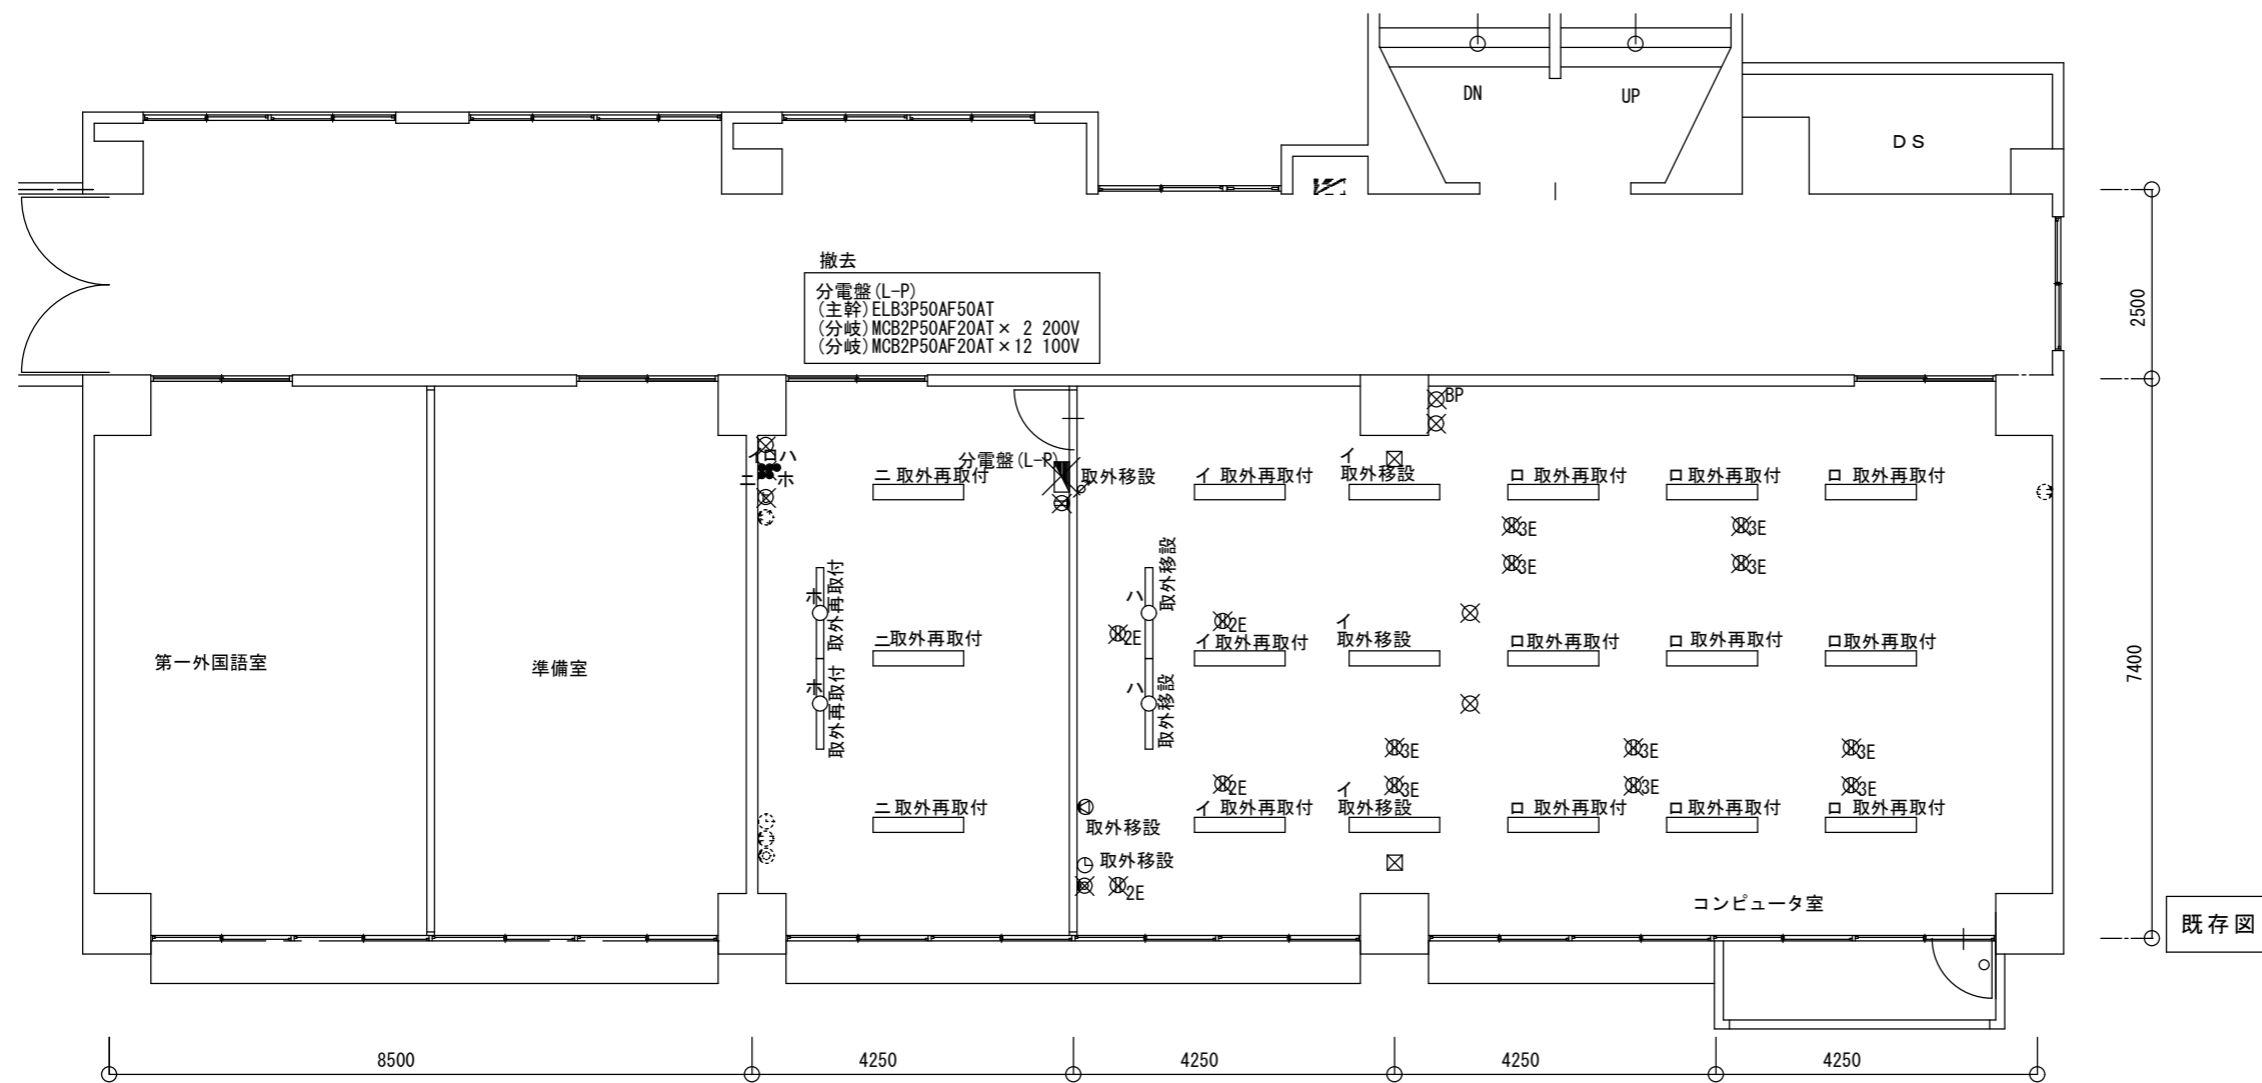 DN
UP
ＤＳ
撤去
分電盤(L-P)
(主幹)ELB3P50AF50AT
(分岐)MCB2P50AF20AT× 2 200V
(分岐)MCB2P50AF20AT×12 100V
2500
BP
イロハ
ニ ホ
分電盤(L-P)
取外移設
ニ 取外再取付
イ 取外再取付
イ
取外移設
ロ 取外再取付
ロ 取外再取付
ロ 取外再取付
3E
3E
3E
3E
ホ
取外再取付
ハ
取外移設
2E
2E
第一外国語室
準備室
ニ取外再取付
イ 取外再取付
イ
取外移設
ロ取外再取付
ロ 取外再取付
ロ取外再取付
7400
ホ
取外再取付
ハ
取外移設
3E
3E
3E
2E
3E
3E
3E
ニ 取外再取付
イ 取外再取付
イ
取外移設
ロ 取外再取付
ロ 取外再取付
ロ 取外再取付
取外移設
取外移設
2E
コンピュータ室
既存図
8500
4250
4250
4250
4250